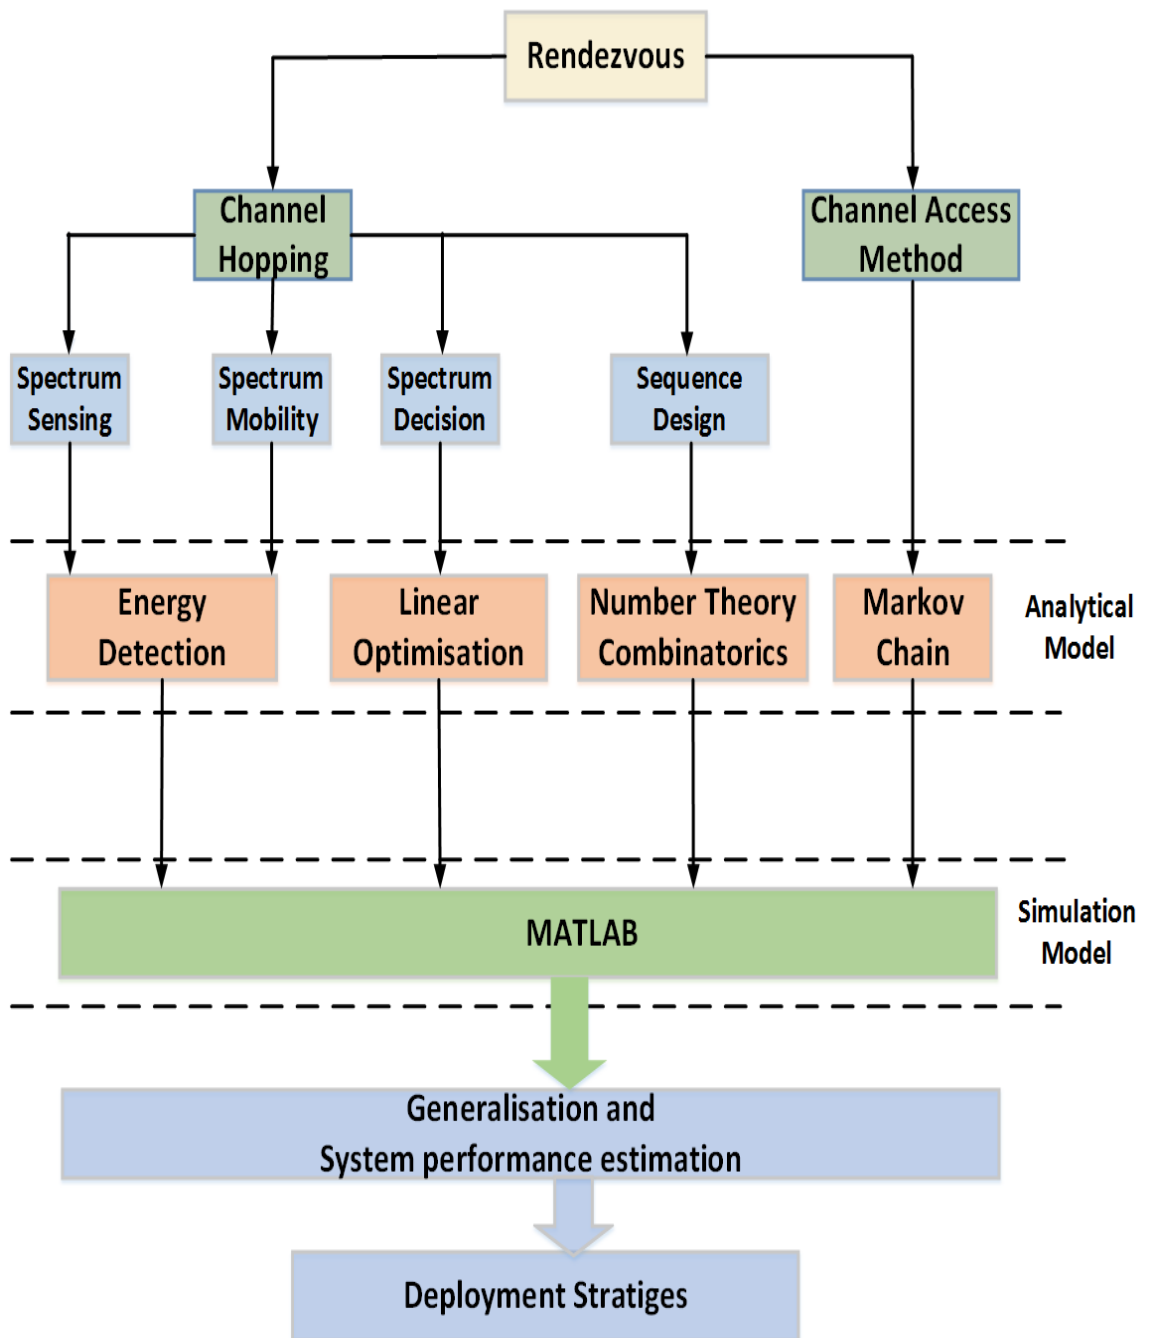 Rendezvous
Channel
Hopping
Channel Access
Method
Spectrum
Sensing
Spectrum
Mobility
Spectrum
Decision
Sequence
Design
Energy
Detection
Linear
Optimisation
Number Theory
Combinatorics
Markov
Chain
Analytical
Model
MATLAB
Simulation
Model
Generalisation and
System performance estimation
Deployment Stratiges